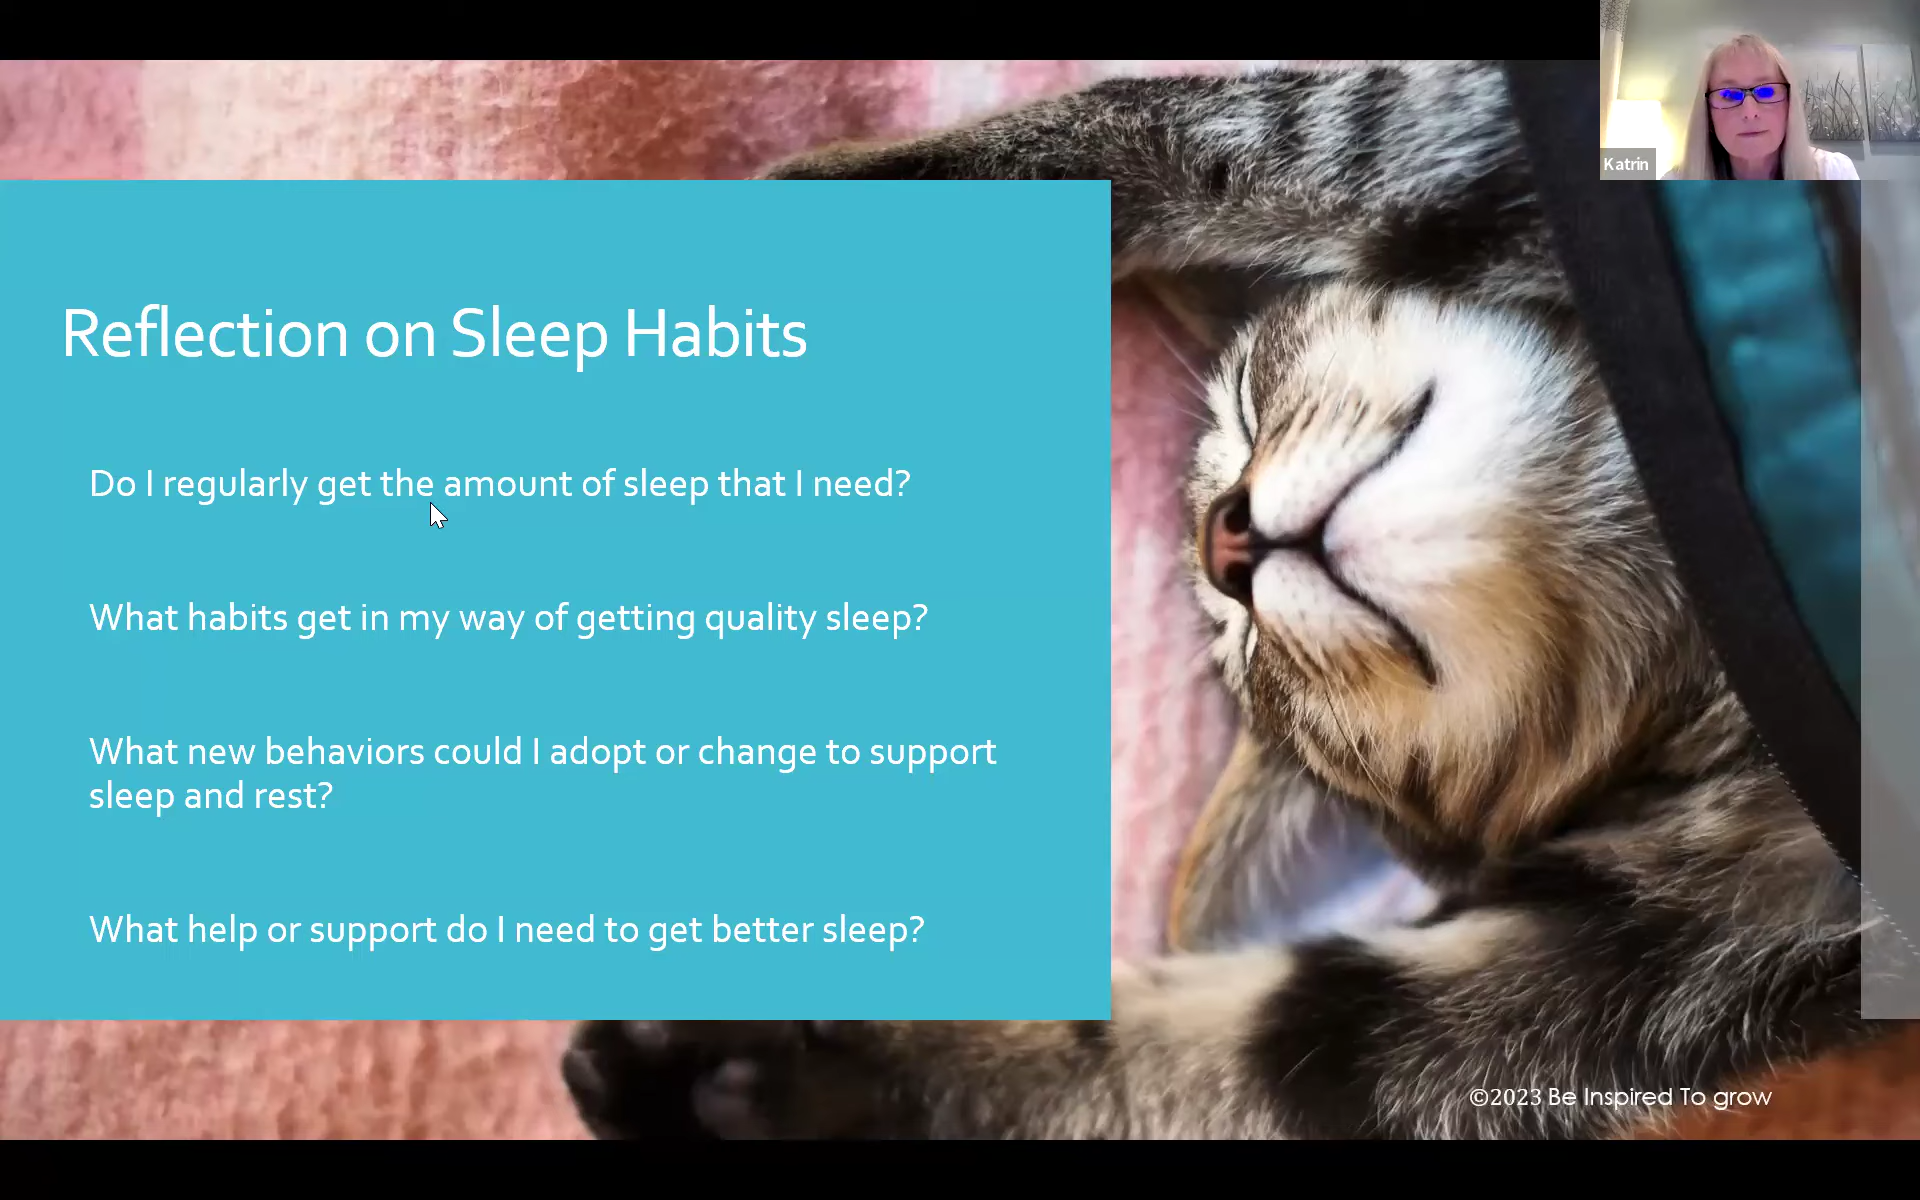 Katrin
Reflection on Sleep Habits
Do I regularly get the amount of sleep that I need?
What habits get in my way of getting quality sleep?
What new behaviors could I adopt or change to support
sleep and rest?
What help or support do I need to get better sleep?
©2023 Be Inspired To grow